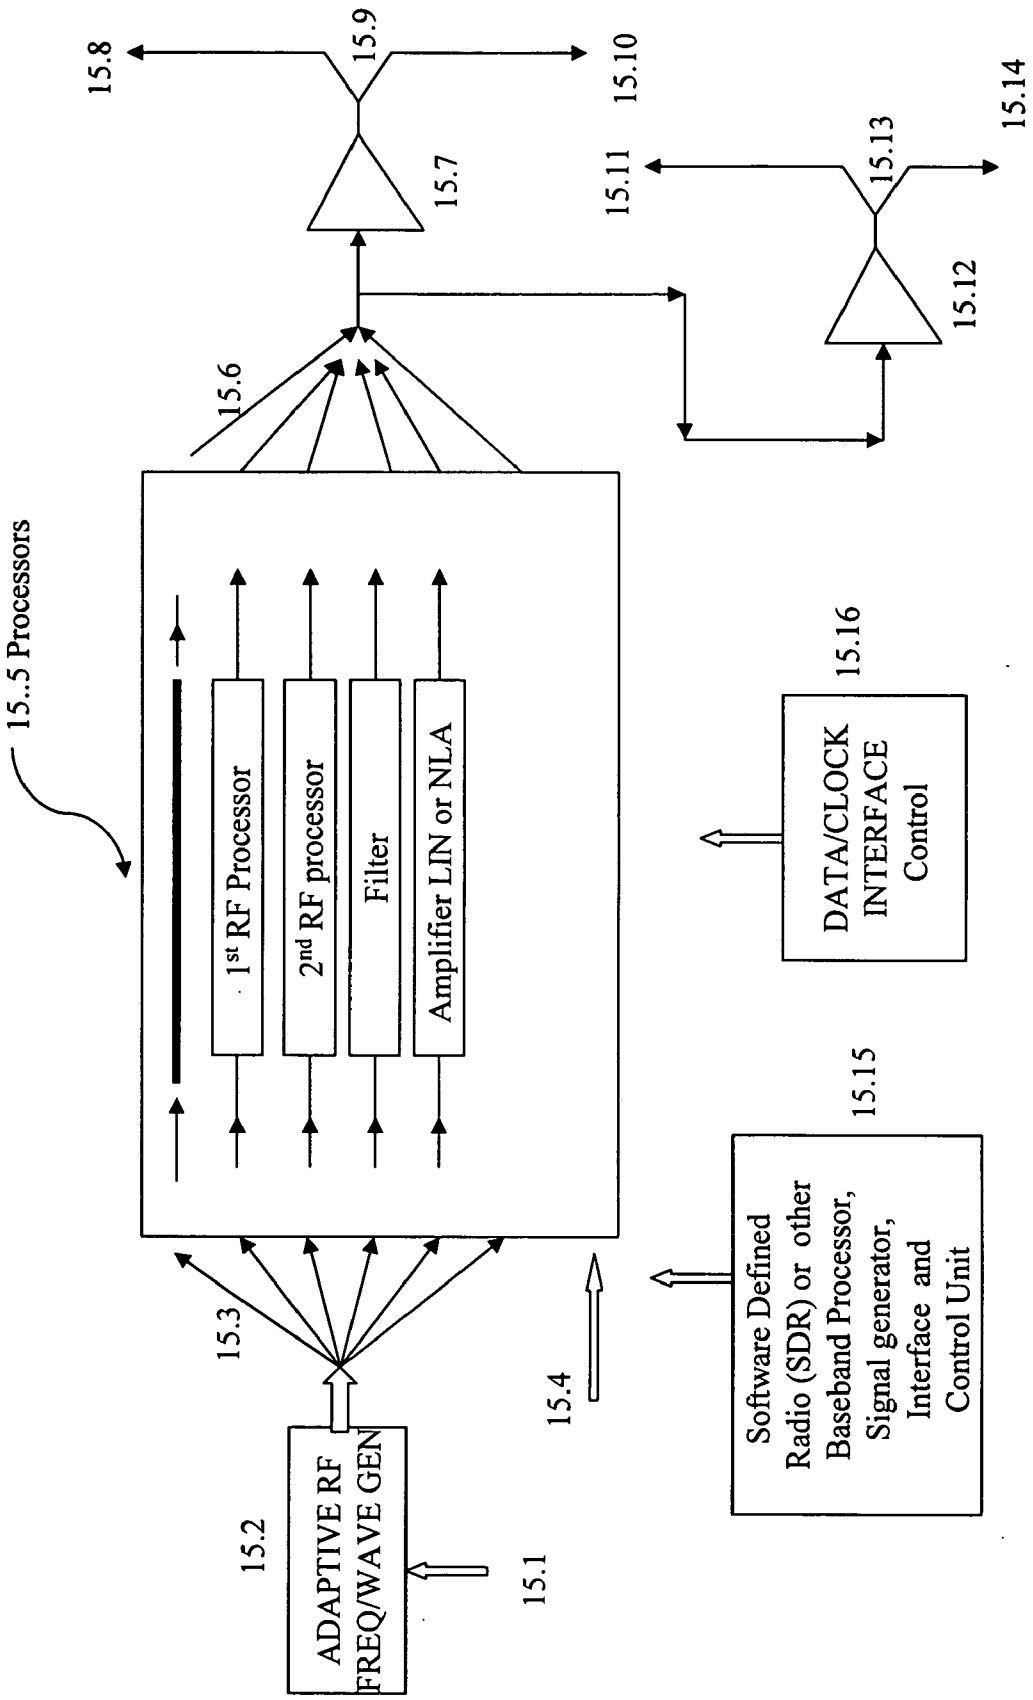 15..5 Processors
15.8
15.9
15.10
15.7
15.6
15.11
15.13
15.14
15.12
1st RF Processor
2nd RF processor
Filter
Amplifier LIN or NLA
15.3
15.4
15.2
ADAPTIVE RF
FREQ/WAVE GEN
15.1
Software Defined
Radio (SDR) or other
Baseband Processor,
Signal generator,
Interface and
Control Unit
15.15
DATA/CLOCK
INTERFACE
Control
15.16